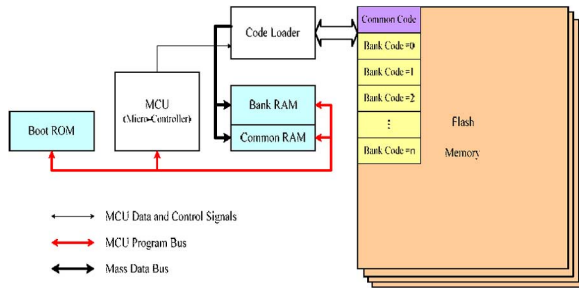 Common Code
Code Loader
Bank Code #0
Bank Code #1
MCU
(Micro-Controller)
Bank RAM
Bank Code #2
Boot ROM
Common RAM
⋮
Flash
Memory
Bank Code #n
MCU Data and Control Signals
MCU Program Bus
Mass Data Bus